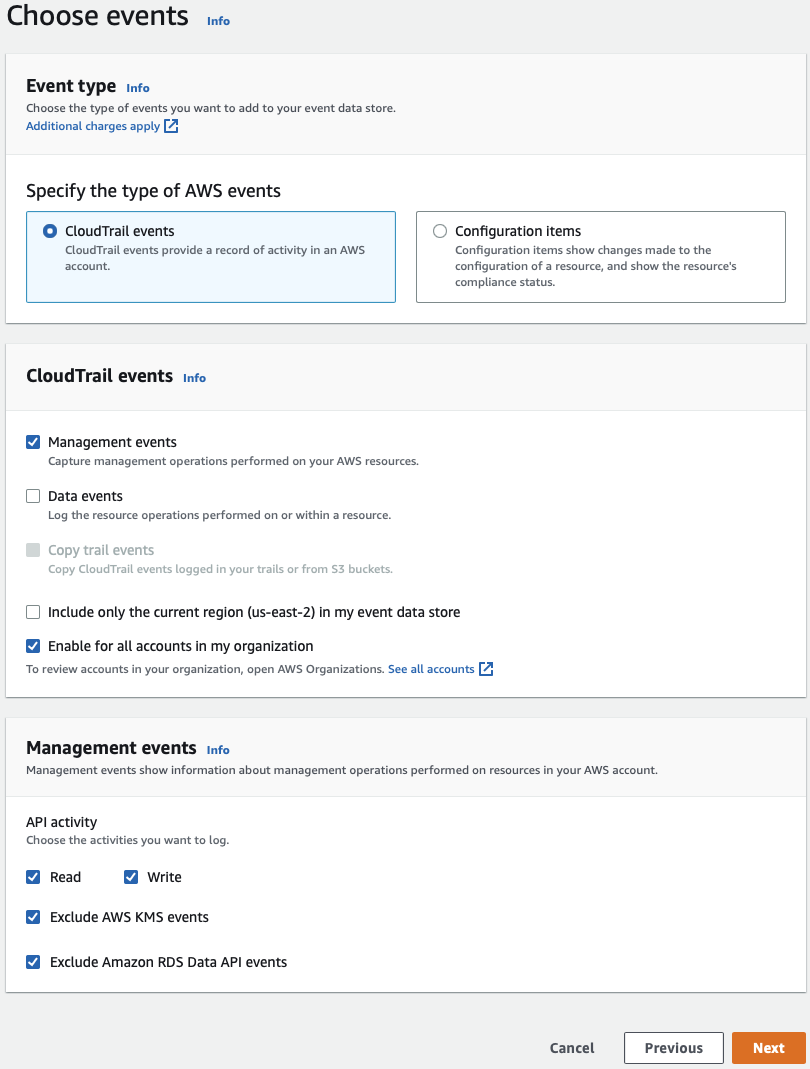 Choose events Info
Event type Info
Choose the type of events you want to add to your event data store.
Additional charges apply
Specify the type of AWS events
CloudTrail events
CloudTrail events provide a record of activity in an AWS
account.
Configuration items
Configuration items show changes made to the
configuration of a resource, and show the resource's
compliance status.
CloudTrail events Info
Management events
Capture management operations performed on your AWS resources.
Data events
Log the resource operations performed on or within a resource.
Copy trail events
Copy CloudTrail events logged in your trails or from S3 buckets.
Include only the current region (us-east-2) in my event data store
Enable for all accounts in my organization
To review accounts in your organization, open AWS Organizations. See all accounts
Management events Info
Management events show information about management operations performed on resources in your AWS account.
API activity
Choose the activities you want to log.
Read Write
Exclude AWS KMS events
Exclude Amazon RDS Data API events
Cancel Previous Next